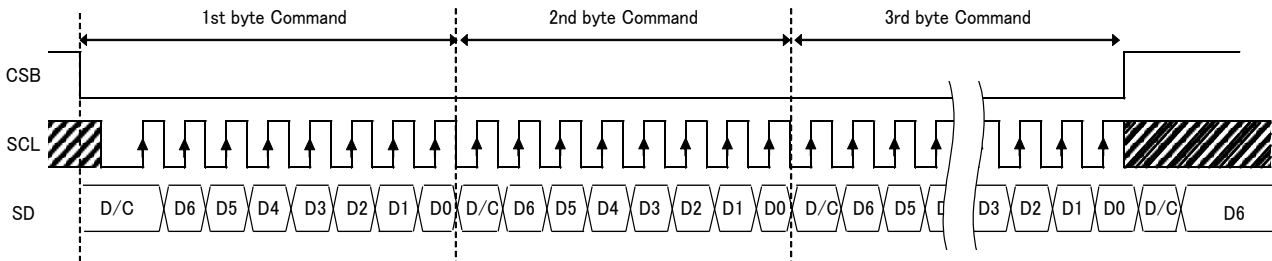 1st byte Command 2nd byte Command 3rd byte Command
CSB
SCL
SD D/C D6 D5 D4 D3 D2 D1 D0 D/C D6 D5 D4 D3 D2 D1 D0 D/C D6 D5 D3 D2 D1 D0 D/C D6